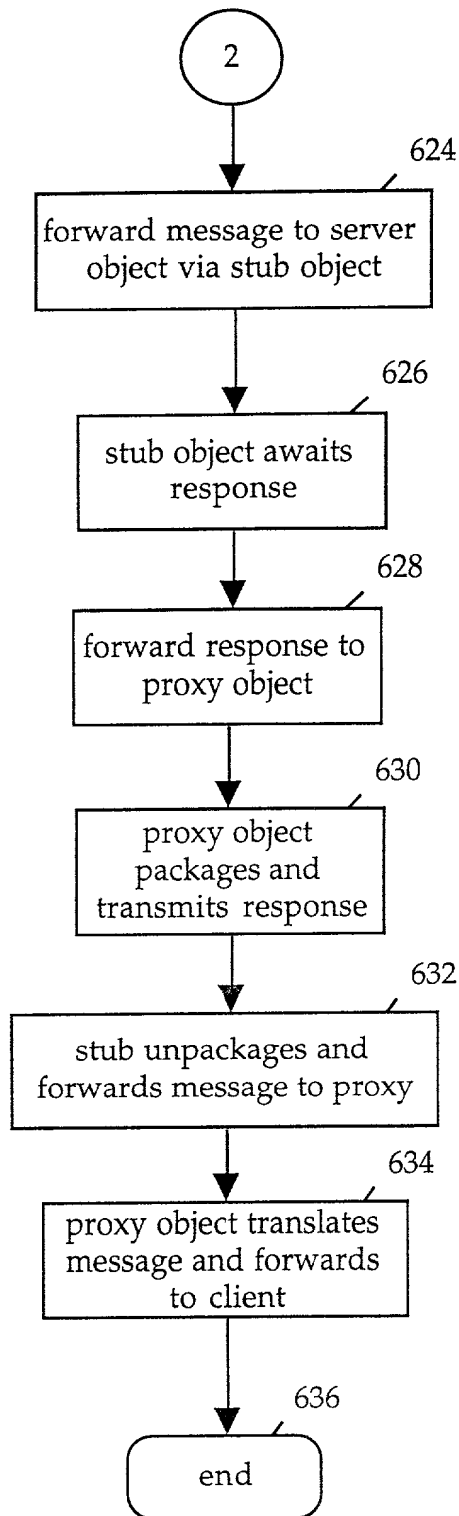 2
624
forward message to server
object via stub object
626
stub object awaits
response
628
forward response to
proxy object
630
proxy object
packages and
transmits response
632
stub unpackages and
forwards message to proxy
634
proxy object translates
message and forwards
to client
636
end